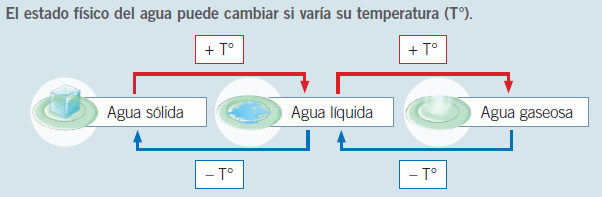 El estado físico del agua puede cambiar si varía su temperatura (T°).
+ T°
+ T°
Agua sólida
Agua líquida
Agua gaseosa
– T°
– T°